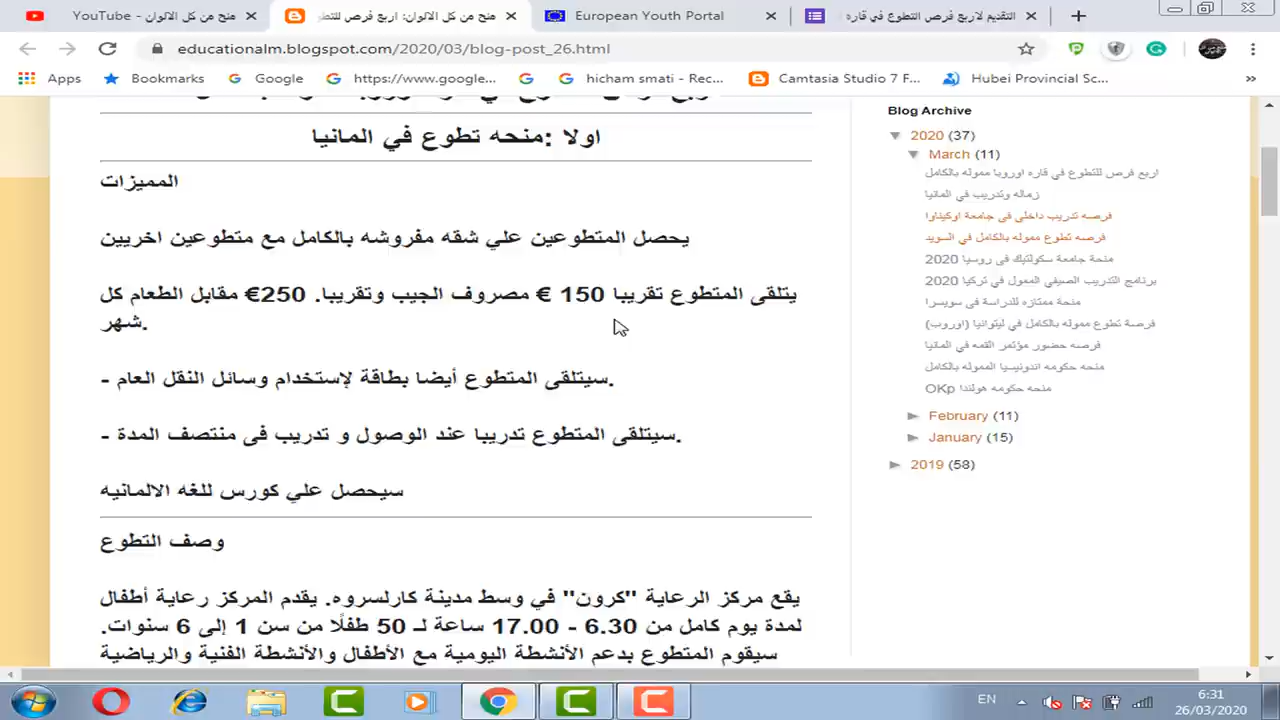 منح من كل الالوان - YouTube
منح من كل الالوان: اربع فرص للتطو
European Youth Portal
التقديم لاربع فرص التطوع في قاره ا
educationalm.blogspot.com/2020/03/blog-post_26.html
Apps
Bookmarks
Google
https://www.google...
hicham smati - Rec...
Camtasia Studio 7 F...
Hubei Provincial Sc...
»
اولا :منحه تطوع في المانيا
المميزات
يحصل المتطوعين علي شقه مفروشه بالكامل مع متطوعين اخريين
يتلقى المتطوع تقريبا 150 € مصروف الجيب وتقريبا. 250€ مقابل الطعام كل
شهر.
- سيتلقى المتطوع أيضا بطاقة لإستخدام وسائل النقل العام.
- سيتلقى المتطوع تدريبا عند الوصول و تدريب فى منتصف المدة.
سيحصل علي كورس للغه الالمانيه
وصف التطوع
يقع مركز الرعاية "كرون" في وسط مدينة كارلسروه. يقدم المركز رعاية أطفال
لمدة يوم كامل من 6.30 - 17.00 ساعة لـ 50 طفلًا من سن 1 إلى 6 سنوات.
سيقوم المتطوع بدعم الأنشطة اليومية مع الأطفال والأنشطة الفنية والرياضية
Blog Archive
▼ 2020 (37)
▼ March (11)
اربع فرص للتطوع في قاره اوروبا مموله بالكامل
زماله وتدريب في المانيا
فرصه تدريب داخلى فى جامعة اوكيناوا
فرصه تطوع مموله بالكامل في السويد
منحة جامعة سكولتيك فى روسيا 2020
برنامج التدريب الصيفي الممول في تركيا 2020
منحة ممتازه للدراسة فى سويسرا
فرصة تطوع مموله بالكامل في ليتوانيا (اوروب)
فرصه حضور مؤتمر القمه في المانيا
منحه حكومه اندونيسيا المموله بالكامل
منحه حكومه هولندا OKp
► February (11)
► January (15)
► 2019 (58)
EN
6:31
26/03/2020